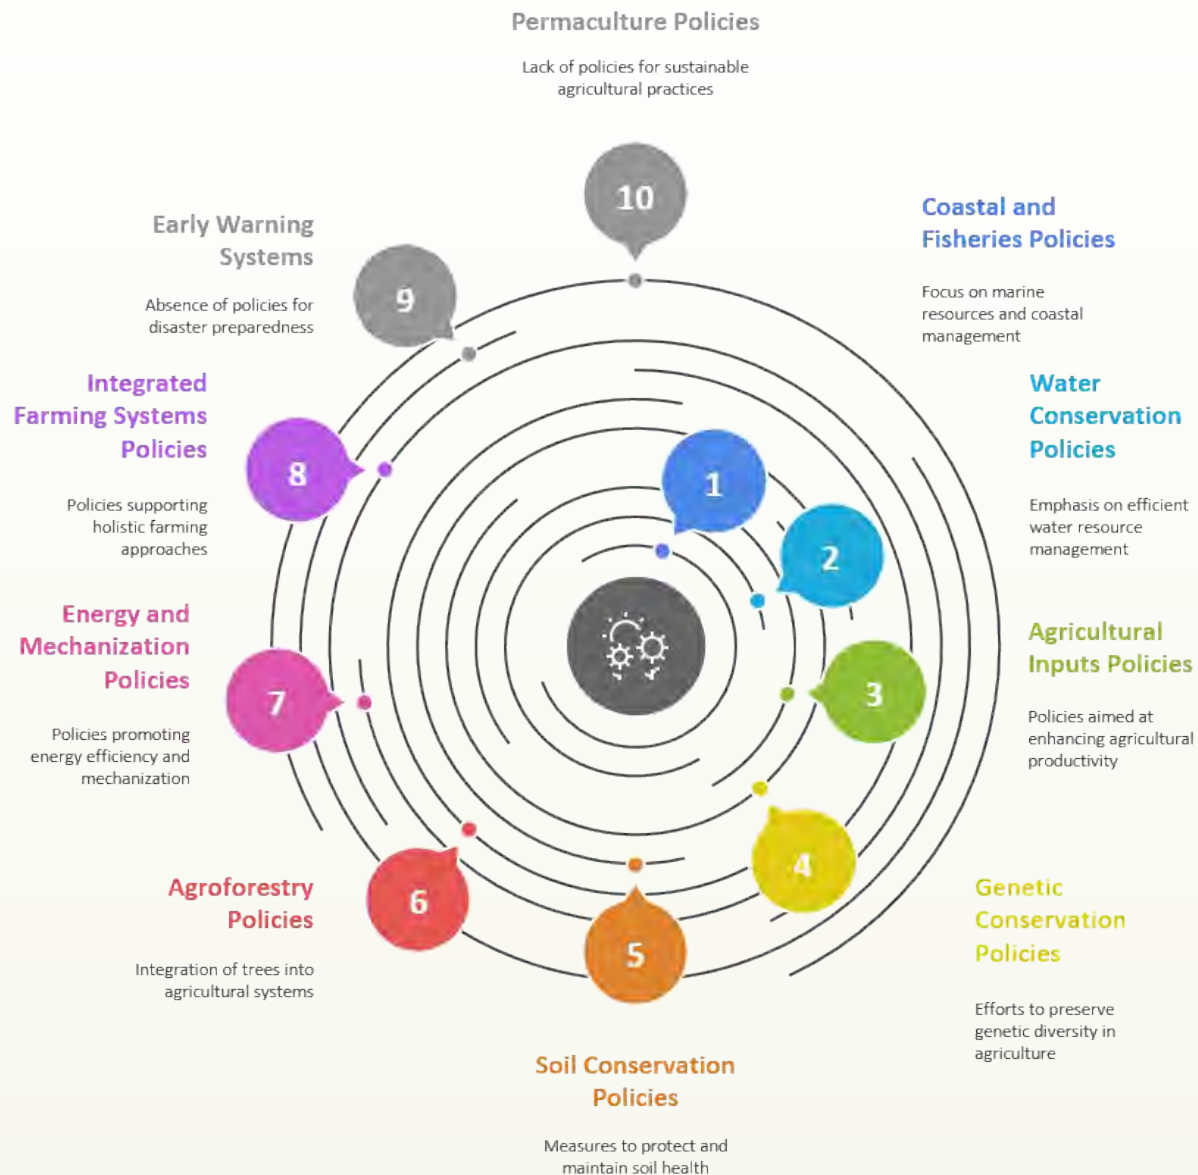 Permaculture Policies
Lack of policies for sustainable
agricultural practices
10
Coastal and
Fisheries Policies
Focus on marine
resources and coastal
management
Early Warning
Systems
Absence of policies for
disaster preparedness
9
Integrated
Farming Systems
Policies
Policies supporting
holistic farming
approaches
8
1
Water
Conservation
Policies
Emphasis on efficient
water resource
management
2
Energy and
Mechanization
Policies
Policies promoting
energy efficiency and
mechanization
7
3
Agricultural
Inputs Policies
Policies aimed at
enhancing agricultural
productivity
Agroforestry
Policies
Integration of trees into
agricultural systems
6
5
4
Genetic
Conservation
Policies
Efforts to preserve
genetic diversity in
agriculture
Soil Conservation
Policies
Measures to protect and
maintain soil health